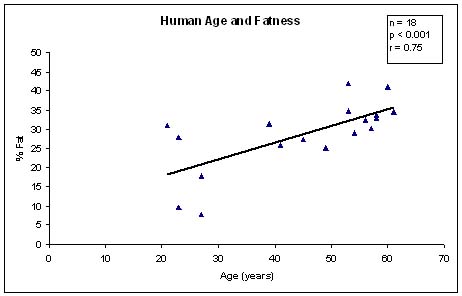 Human Age and Fatness
n = 18
p < 0.001
r = 0.75
50
45
40
35
30
25
20
15
10
5
0
% Fat
0 10 20 30 40 50 60 70
Age (years)